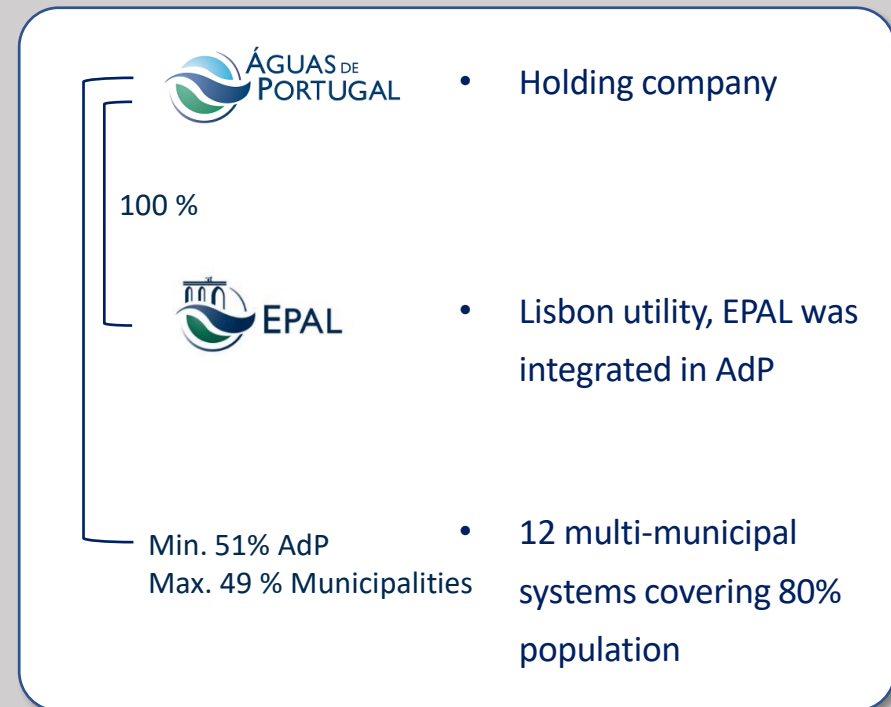 ÁGUAS DE
PORTUGAL
• Holding company
100 %
EPAL
• Lisbon utility, EPAL was
integrated in AdP
Min. 51% AdP
Max. 49 % Municipalities
• 12 multi-municipal
systems covering 80%
population